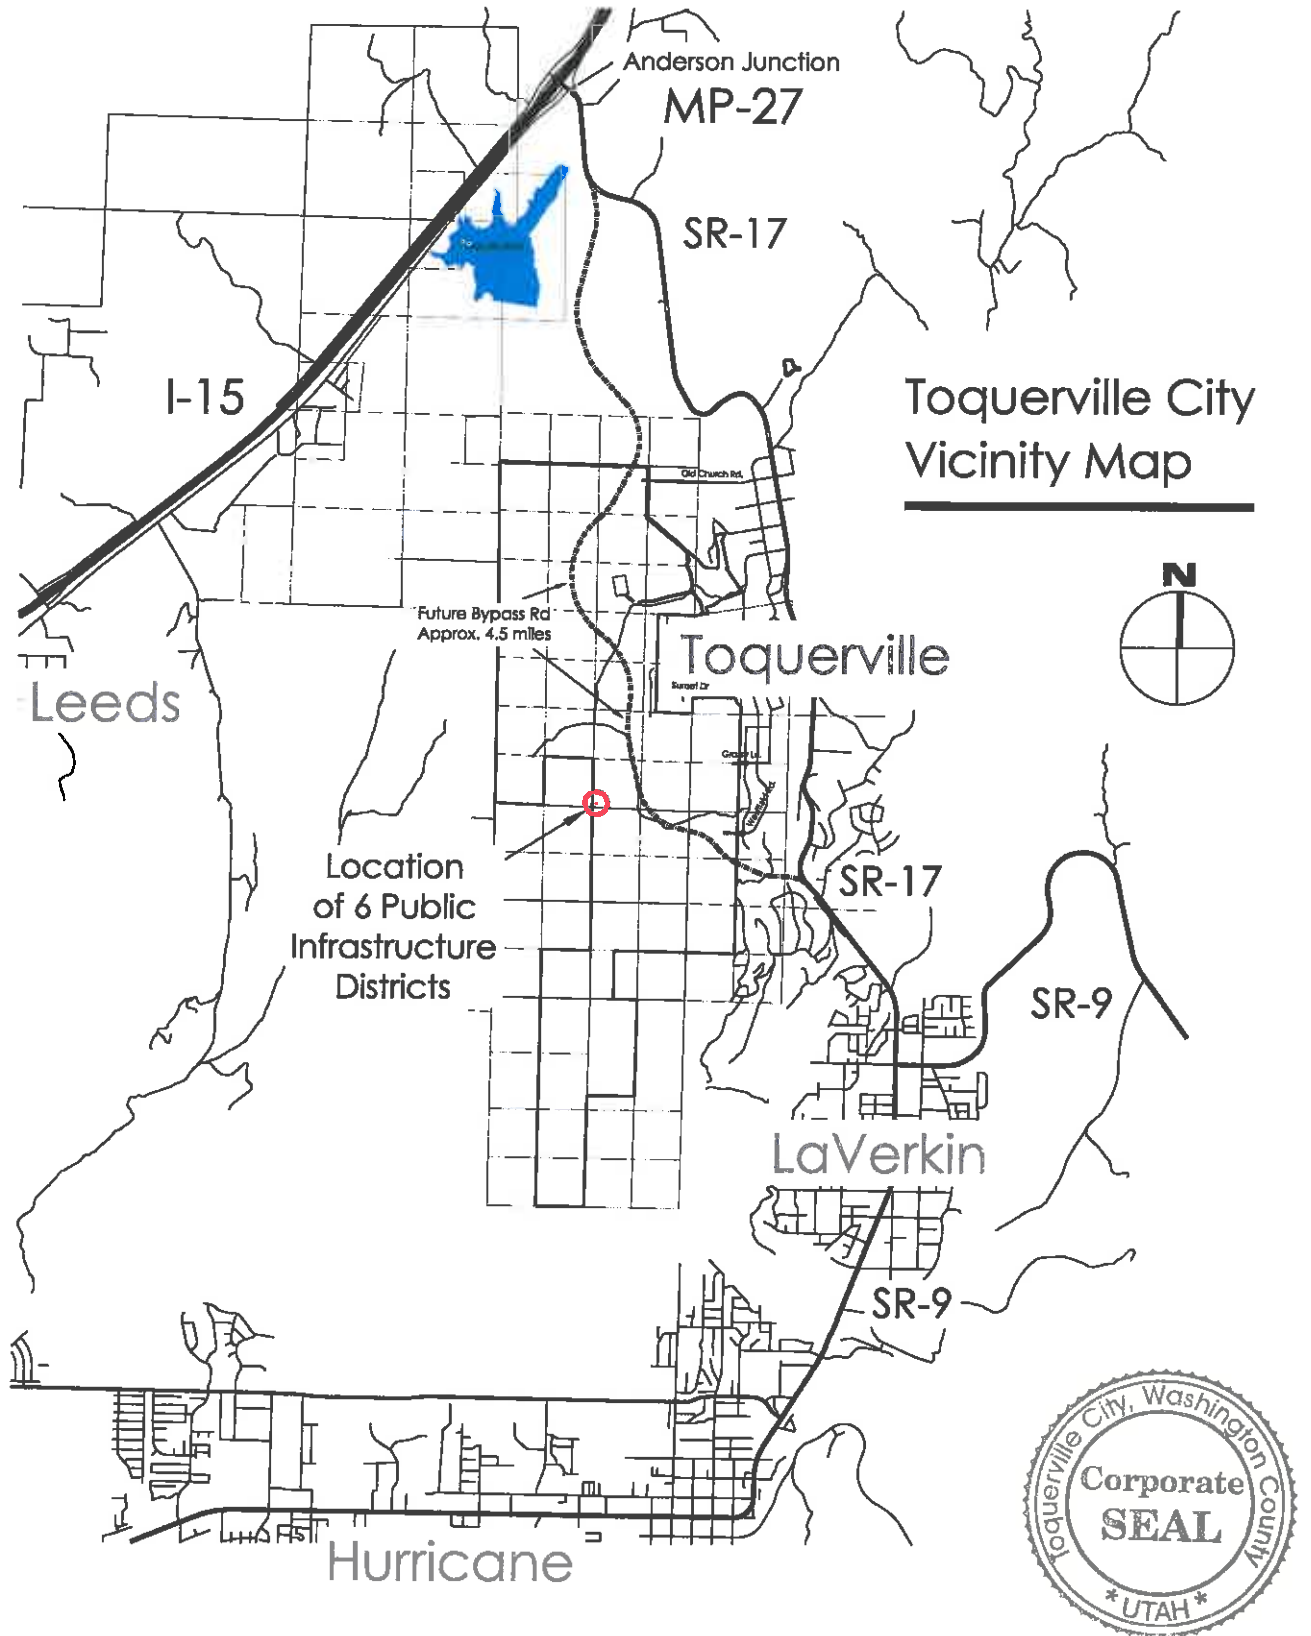 Anderson Junction
MP-27
SR-17
I-15
Toquerville City
Vicinity Map
Old Church Rd.
N
Future Bypass Rd
Approx. 4.5 miles
Toquerville
Sunset Dr
Leeds
Westfield Rd
Location
of 6 Public
Infrastructure
Districts
SR-17
SR-9
LaVerkin
SR-9
Hurricane
Toquerville City, Washington County
Corporate
SEAL
* UTAH *